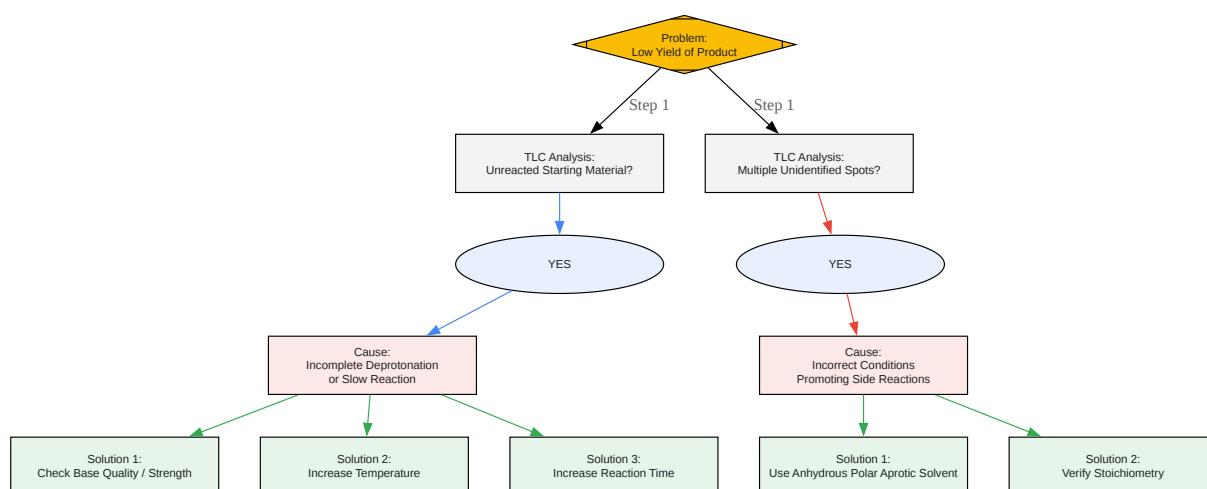 Problem:
Low Yield of Product
Step 1
Step 1
TLC Analysis:
Unreacted Starting Material?
TLC Analysis:
Multiple Unidentified Spots?
YES
YES
Cause:
Incomplete Deprotonation
or Slow Reaction
Cause:
Incorrect Conditions
Promoting Side Reactions
Solution 1:
Check Base Quality / Strength
Solution 2:
Increase Temperature
Solution 3:
Increase Reaction Time
Solution 1:
Use Anhydrous Polar Aprotic Solvent
Solution 2:
Verify Stoichiometry